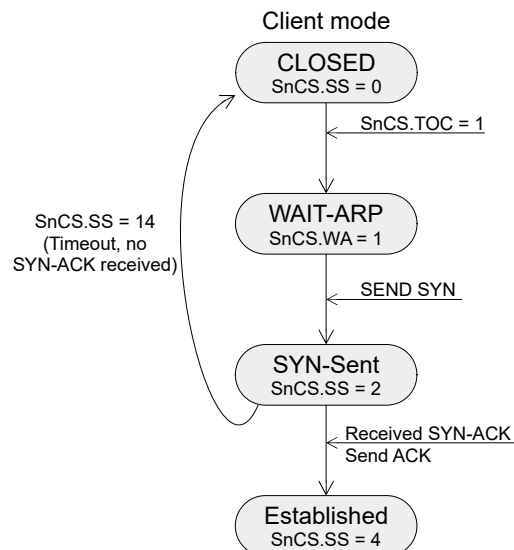 Client mode
CLOSED
SnCS.SS = 0
SnCS.TOC = 1
SnCS.SS = 14
(Timeout, no
SYN-ACK received)
WAIT-ARP
SnCS.WA = 1
SEND SYN
SYN-Sent
SnCS.SS = 2
Received SYN-ACK
Send ACK
Established
SnCS.SS = 4